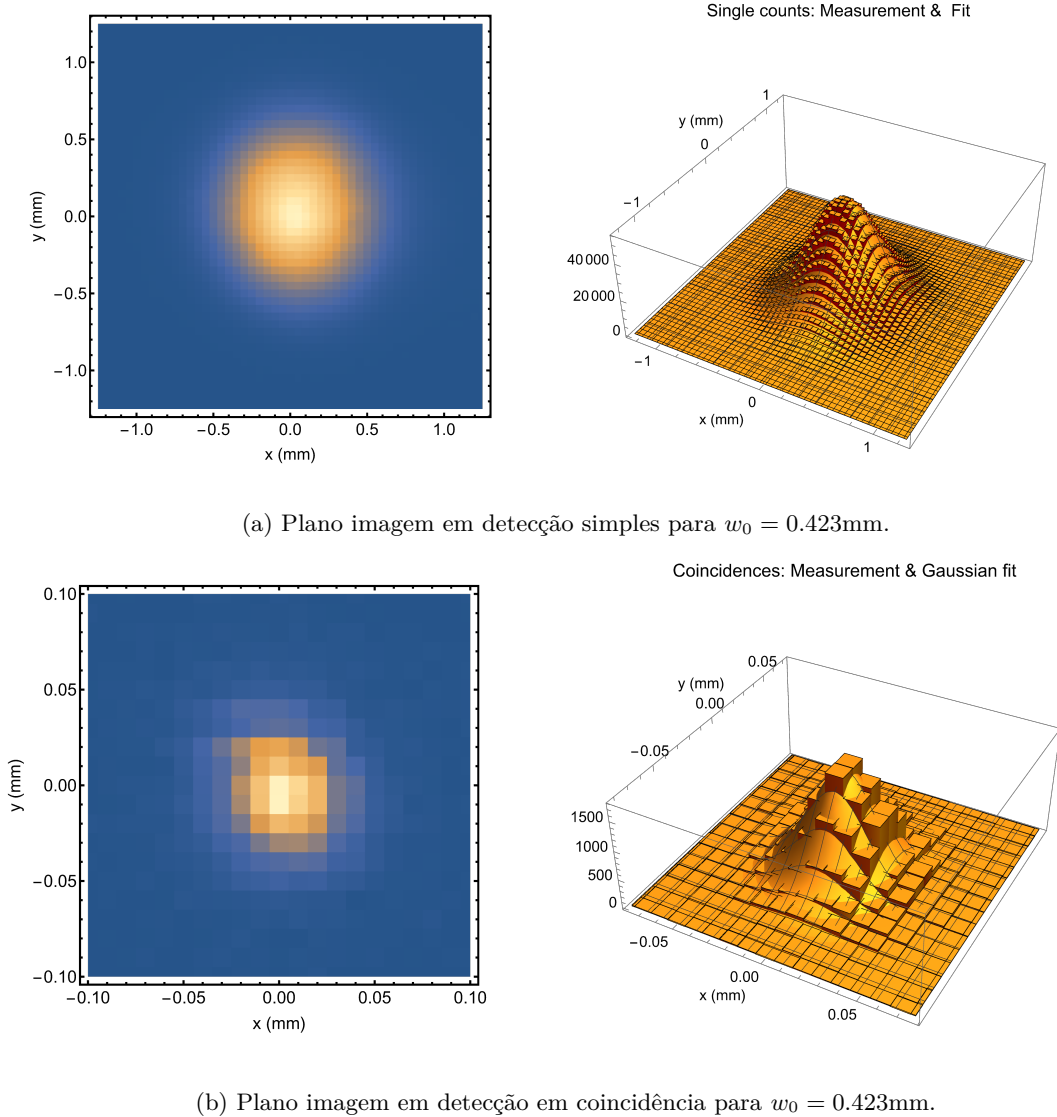 Single counts: Measurement & Fit
1.0
0.5
0.0
−0.5
−1.0
y (mm)
−1.0 −0.5 0.0 0.5 1.0
x (mm)
1
y (mm)
0
−1
40 000
20 000
0
−1
0
x (mm)
1
(a) Plano imagem em detecção simples para w₀ = 0.423mm.
Coincidences: Measurement & Gaussian fit
0.10
0.05
0.00
−0.05
−0.10
y (mm)
−0.10 −0.05 0.00 0.05 0.10
x (mm)
0.05
y (mm)
0.00
−0.05
1500
1000
500
0
−0.05
0.00
x (mm)
0.05
(b) Plano imagem em detecção em coincidência para w₀ = 0.423mm.